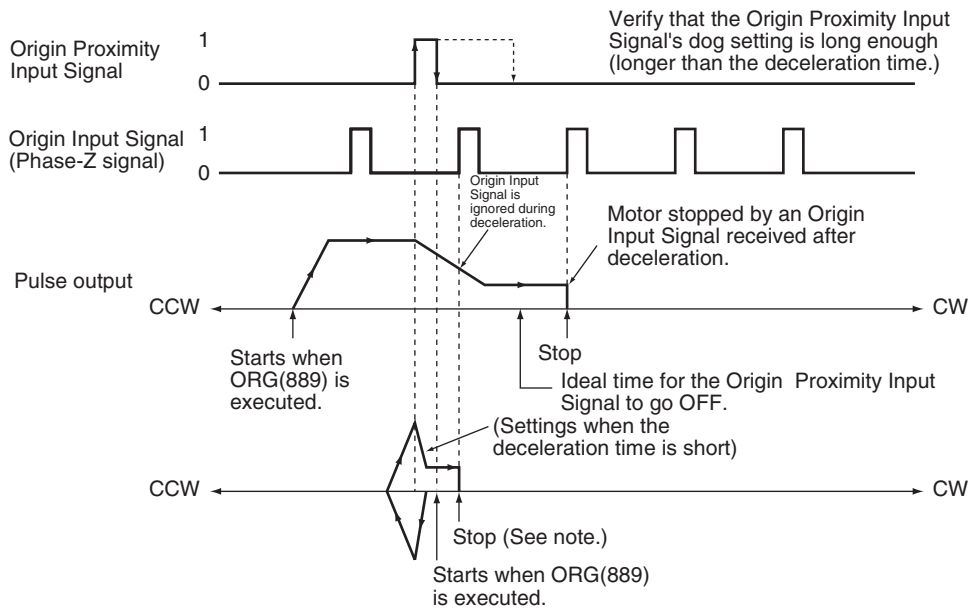 Verify that the Origin Proximity Input
Signal's dog setting is long enough
(longer than the deceleration time.)
Origin Proximity
Input Signal
1
0
Origin Input Signal
(Phase-Z signal)
1
0
Origin Input
Signal is
ignored during
deceleration.
Motor stopped by an Origin
Input Signal received after
deceleration.
Pulse output
CCW
CW
Starts when
ORG(889) is
executed.
Stop
Ideal time for the Origin Proximity Input
Signal to go OFF.
(Settings when the
deceleration time is short)
CCW
CW
Stop (See note.)
Starts when ORG(889)
is executed.